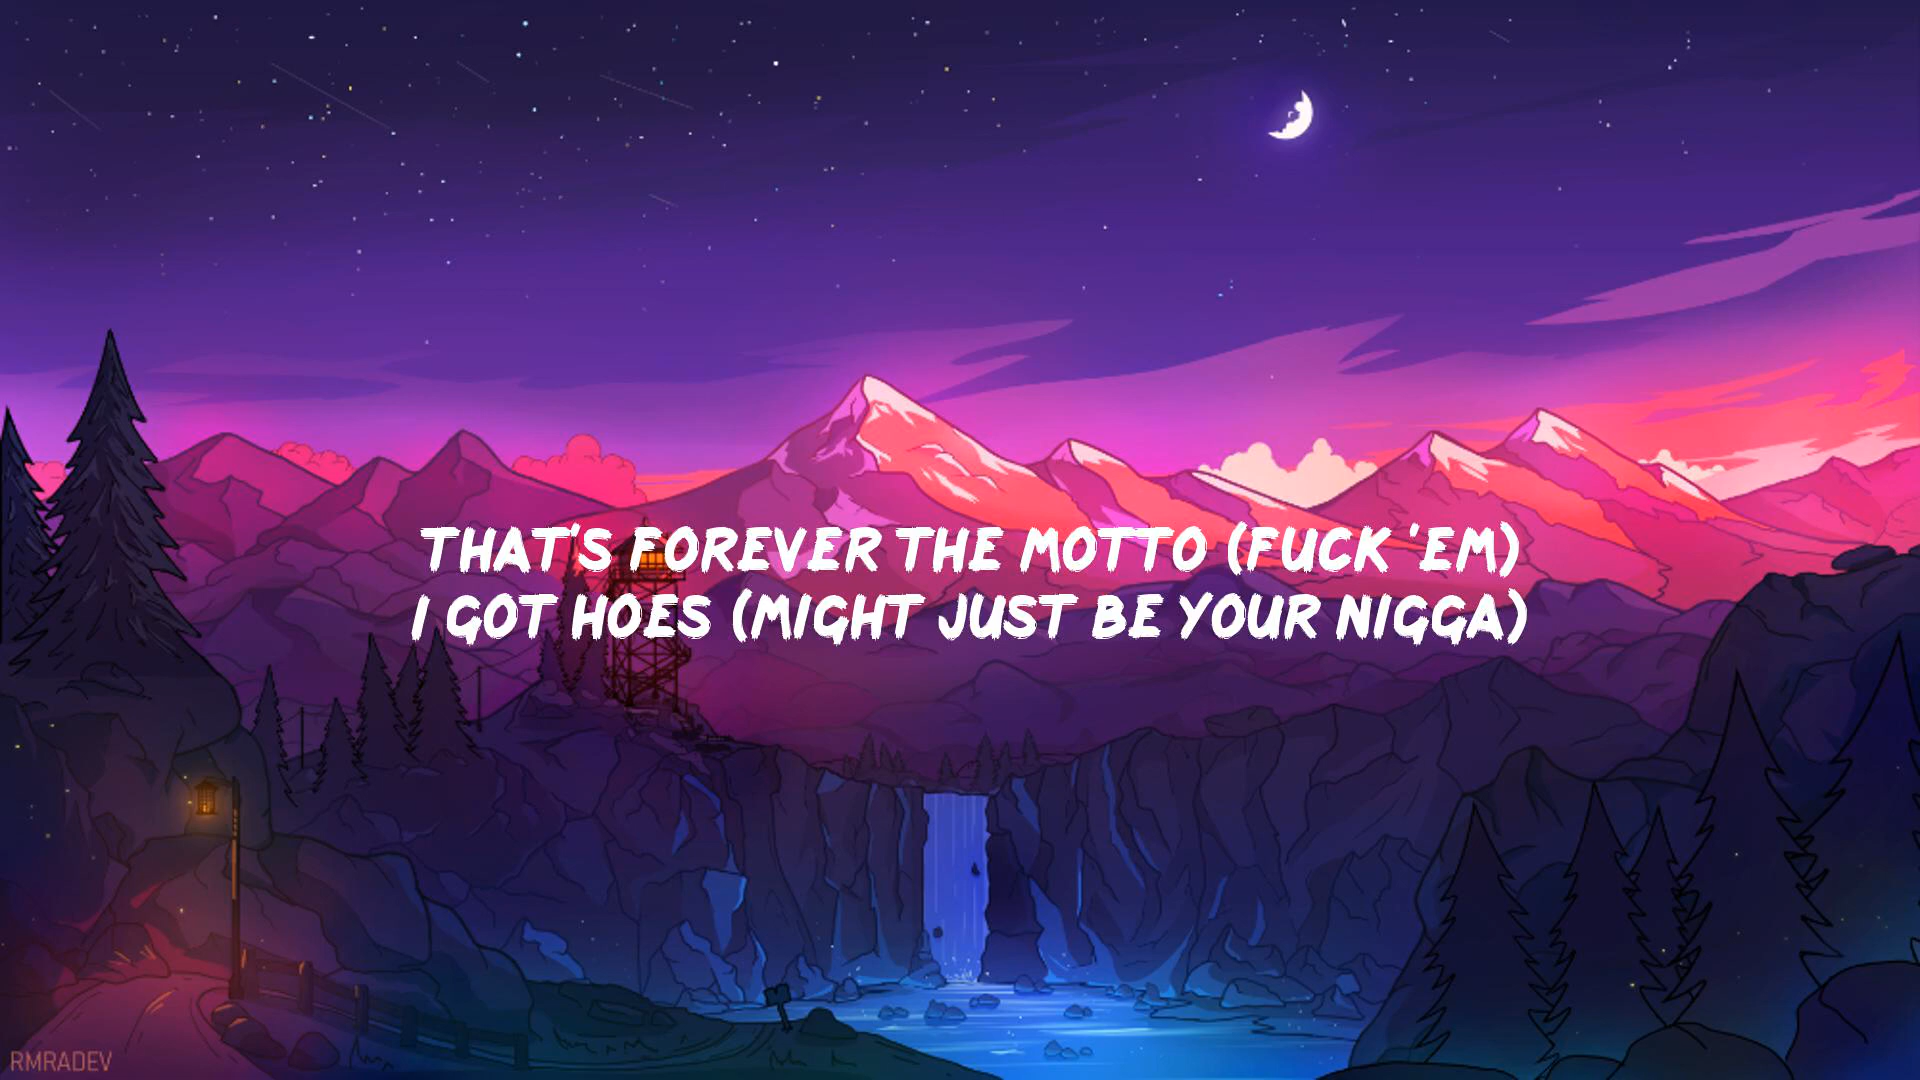 THAT'S FOREVER THE MOTTO (FUCK 'EM)
I GOT HOES (MIGHT JUST BE YOUR NIGGA)
RMRADEV